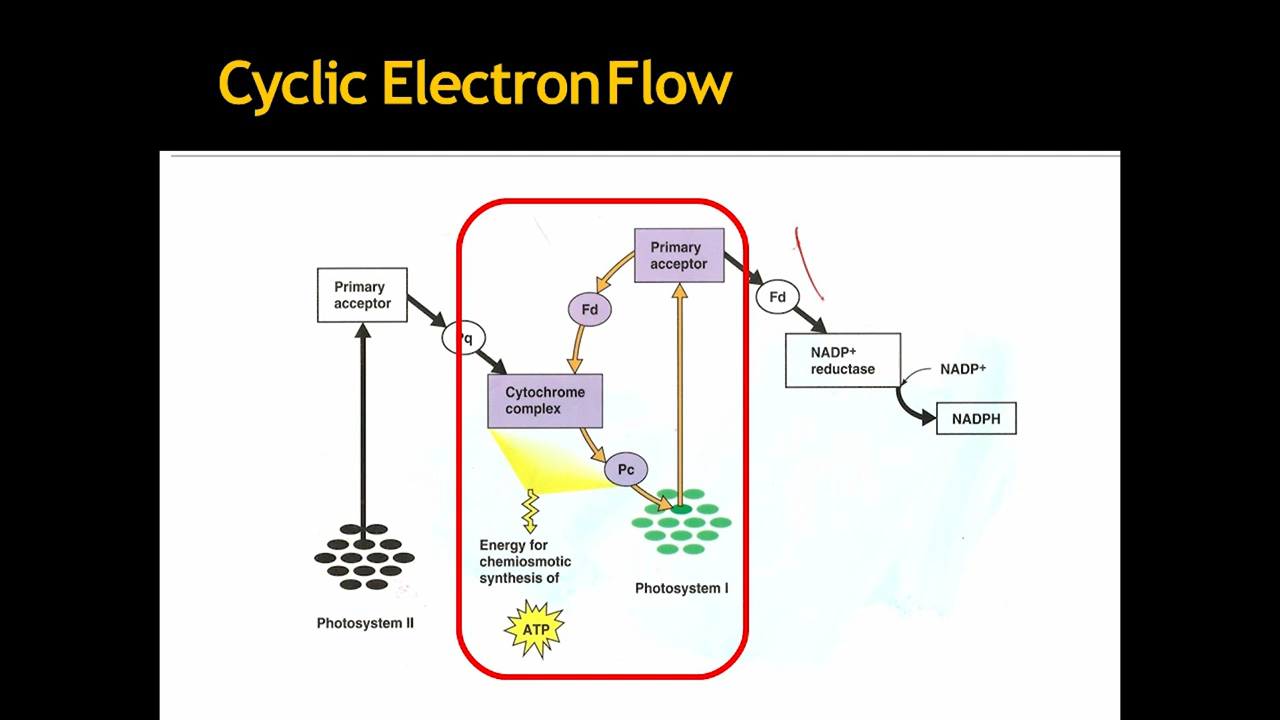 Cyclic Electron Flow
Primary
acceptor
Primary
acceptor
Fd
Fd
Pq
NADP+
reductase
NADP+
NADPH
Cytochrome
complex
Pc
Energy for
chemiosmotic
synthesis of
ATP
Photosystem I
Photosystem II